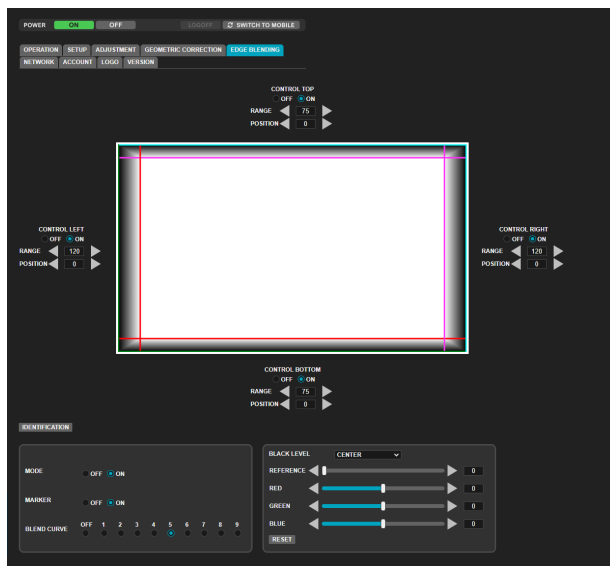 POWER ON OFF LOGOFF SWITCH TO MOBILE
OPERATION SETUP ADJUSTMENT GEOMETRIC CORRECTION EDGE BLENDING
NETWORK ACCOUNT LOGO VERSION
CONTROL TOP
OFF ON
RANGE 75
POSITION 0
CONTROL LEFT
OFF ON
RANGE 120
POSITION 0
CONTROL RIGHT
OFF ON
RANGE 120
POSITION 0
CONTROL BOTTOM
OFF ON
RANGE 75
POSITION 0
IDENTIFICATION
MODE OFF ON
MARKER OFF ON
BLEND CURVE OFF 1 2 3 4 5 6 7 8 9
BLACK LEVEL CENTER
REFERENCE 0
RED 0
GREEN 0
BLUE 0
RESET